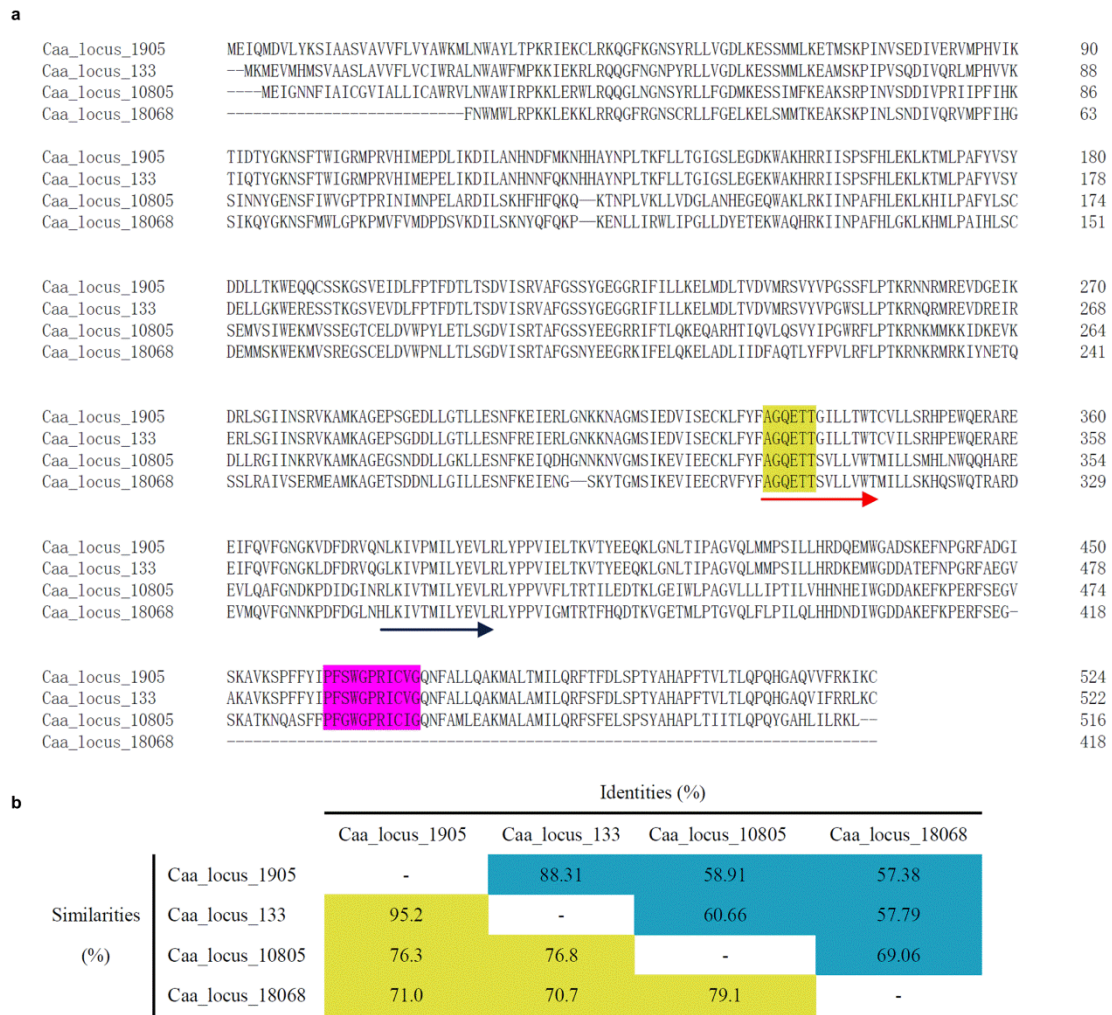 a
Caa_locus_1905 MEIQMDVLYKSIAASVAVVFLVYAWKMLNWAYLTPKRIEKCLRKQGFKGNSYRLLVGDLKESSMMLKETMSKPINVSEDIVERVMPHVIK 90
Caa_locus_133 --MKMEVMHMSVAASLAVVFLVCIWRALNWAWFMPKKIEKRLRQQGFNGNPYRLLVGDLKESSMMLKEAMSKPIPVSQDIVQRLMPHVVK 88
Caa_locus_10805 ----MEIGNNFIAICGVIALLICAWRVLNWAWIRPKKLERWLRQQGLNGNSYRLLFGDMKESSIMFKEAKSRPINVSDDIVPRIIPFIHK 86
Caa_locus_18068 ---------------------------FNWMWLRPKKLEKKLRRQGFRGNSCRLLFGELKELSMMTKEAKSKPINLSNDIVQRVMPFIHG 63
Caa_locus_1905 TIDTYGKNSFTWIGRMPRVHIMEPDLIKDILANHNDFMKNHHAYNPLTKFLLTGIGSLEGDKWAKHRRIISPSFHLEKLKTMLPAFYVSY 180
Caa_locus_133 TIQTYGKNSFTWIGRMPRVHIMEPELIKDILANHNNFQKNHHAYNPLTKFLLTGIGSLEGEKWAKHRRIISPSFHLEKLKTMLPAFYVSY 178
Caa_locus_10805 SINNYGENSFIWVGPTPRINIMNPELARDILSKHFHFQKQ--KTNPLVKLLVDGLANHEGEQWAKLRKIINPAFHLEKLKHILPAFYLSC 174
Caa_locus_18068 SIKQYGKNSFMWLGPKPMVFVMDPDSVKDILSKNYQFQKP--KENLLIRWLIPGLLDYETEKWAQHRKIINPAFHLGKLKHMLPAIHLSC 151
Caa_locus_1905 DDLLTKWEQQCSSKGSVEIDLFPTFDTLTSDVISRVAFGSSYGEGGRIFILLKELMDLTVDVMRSVYVPGSSFLPTKRNNRMREVDGEIK 270
Caa_locus_133 DELLGKWERESSTKGSVEVDLFPTFDTLTSDVISRVAFGSSYGEGGRIFILLKELMDLTVDVMRSVYVPGWSLLPTKRNQRMREVDREIR 268
Caa_locus_10805 SEMVSIWEKMVSSEGTCELDVWPYLETLSGDVISRTAFGSSYEEGRRIFTLQKEQARHTIQVLQSVYIPGWRFLPTKRNKMMKKIDKEVK 264
Caa_locus_18068 DEMMSKWEKMVSREGSCELDVWPNLLTLSGDVISRTAFGSNYEEGRKIFELQKELADLIIDFAQTLYFPVLRFLPTKRNKRMRKIYNETQ 241
Caa_locus_1905 DRLSGIINSRVKAMKAGEPSGEDLLGTLLESNFKEIERLGNKKNAGMSIEDVISECKLFYFAGQETTGILLTWTCVLLSRHPEWQERARE 360
Caa_locus_133 ERLSGIINSRVKAMKAGEPSGDDLLGTLLESNFREIERLGNKKNAGMSIEDVISECKLFYFAGQETTGILLTWTCVILSRHPEWQERARE 358
Caa_locus_10805 DLLRGIINKRVKAMKAGEGSNDDLLGKLLESNFKEIQDHGNNKNVGMSIKEVIEECKLFYFAGQETTSVLLVWTMILLSMHLNWQQHARE 354
Caa_locus_18068 SSLRAIVSERMEAMKAGETSDNDLLGILLESNFKEIENG--SKYTGMSIKEVIEECRVFYFAGQETTSVLLVWTMILLSKHQSWQTRARD 329
Caa_locus_1905 EIFQVFGNGKVDFDRVQNLKIVPMILYEVLRLYPPVIELTKVTYEEQKLGNLTIPAGVQLMMPSILLHRDQEMWGADSKEFNPGRFADGI 450
Caa_locus_133 EIFQVFGNGKLDFDRVQGLKIVTMILYEVLRLYPPVIELTKVTYEEQKLGNLTIPAGVQLMMPSILLHRDKEMWGDDATEFNPGRFAEGV 478
Caa_locus_10805 EVLQAFGNDKPDIDGINRLKIVTMILYEVLRLYPPVVFLTRTILEDTKLGEIWLPAGVLLLIPTILVHHNHEIWGDDAKEFKPERFSEGV 474
Caa_locus_18068 EVMQVFGNNKPDFDGLNHLKIVTMILYEVLRLYPPVIGMTRTFHQDTKVGETMLPTGVQLFLPILQLHHDNDIWGDDAKEFKPERFSEG- 418
Caa_locus_1905 SKAVKSPFFYIPFSWGPRICVGQNFALLQAKMALTMILQRFTFDLSPTYAHAPFTVLTLQPQHGAQVVFRKIKC 524
Caa_locus_133 AKAVKSPFFYIPFSWGPRICVGQNFALLQAKMALAMILQRFTFDLSPTYAHAPFTVLTLQPQHGAQVIFRRLKC 522
Caa_locus_10805 SKATKNQASFFPFGWGPRICIGQNFAMLEAKMALAMILQRFSFELSPSYAHAPLTIITLQPQYGAHLILRKL-- 516
Caa_locus_18068 -------------------------------------------------------------------------- 418
b
Identities (%)
Caa_locus_1905 Caa_locus_133 Caa_locus_10805 Caa_locus_18068
Caa_locus_1905 - 88.31 58.91 57.38
Similarities Caa_locus_133 95.2 - 60.66 57.79
(%) Caa_locus_10805 76.3 76.8 - 69.06
Caa_locus_18068 71.0 70.7 79.1 -